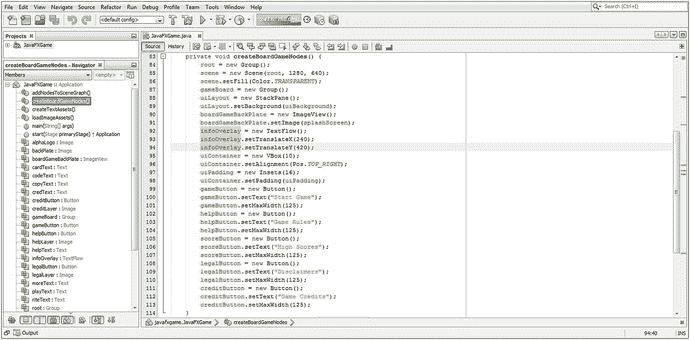 File Edit View Navigate Source Refactor Run Debug Profile Team Tools Window Help
Search (Ctrl+I)
<default config>
Projects
JavaFXGame.java
JavaFXGame
Source History
createBoardGameNodes() - Navigator
Members
<empty>
JavaFXGame :: Application
addNodesToSceneGraph()
createBoardGameNodes()
createTextAssets()
loadImageAssets()
main(String[] args)
start(Stage primaryStage) ↑ Application
alphaLogo : Image
backPlate : Image
boardGameBackPlate : ImageView
cardText : Text
codeText : Text
copyText : Text
credText : Text
creditButton : Button
creditLayer : Image
gameBoard : Group
gameButton : Button
helpButton : Button
helpLayer : Image
helpText : Text
infoOverlay : TextFlow
legalButton : Button
legalLayer : Image
moreText : Text
playText : Text
riteText : Text
root : Group
83 private void createBoardGameNodes() {
84 root = new Group();
85 scene = new Scene(root, 1280, 640);
86 scene.setFill(Color.TRANSPARENT);
87 gameBoard = new Group();
88 uiLayout = new StackPane();
89 uiLayout.setBackground(uiBackground);
90 boardGameBackPlate = new ImageView();
91 boardGameBackPlate.setImage(splashScreen);
92 infoOverlay = new TextFlow();
93 infoOverlay.setTranslateX(240);
94 infoOverlay.setTranslateY(420);
95 uiContainer = new VBox(10);
96 uiContainer.setAlignment(Pos.TOP_RIGHT);
97 uiPadding = new Insets(16);
98 uiContainer.setPadding(uiPadding);
99 gameButton = new Button();
100 gameButton.setText("Start Game");
101 gameButton.setMaxWidth(125);
102 helpButton = new Button();
103 helpButton.setText("Game Rules");
104 helpButton.setMaxWidth(125);
105 scoreButton = new Button();
106 scoreButton.setText("High Scores");
107 scoreButton.setMaxWidth(125);
108 legalButton = new Button();
109 legalButton.setText("Disclaimers");
110 legalButton.setMaxWidth(125);
111 creditButton = new Button();
112 creditButton.setText("Game Credits");
113 creditButton.setMaxWidth(125);
114 }
javafxgame.JavaFXGame
createBoardGameNodes
Output
94:40
INS